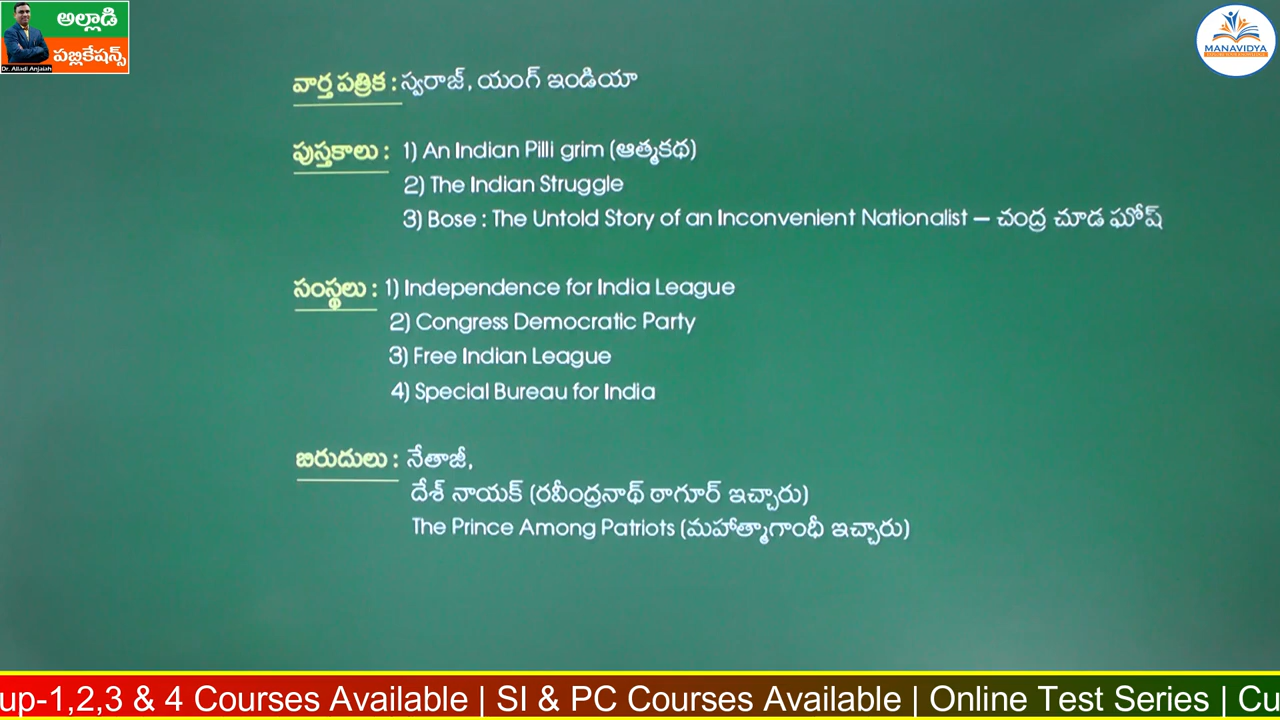 అల్లాడి
పబ్లికేషన్స్
Dr. Alladi Anjaiah
MANAVIDYA
వార్త పత్రిక : స్వరాజ్, యంగ్ ఇండియా
పుస్తకాలు : 1) An Indian Pilli grim (ఆత్మకథ)
2) The Indian Struggle
3) Bose : The Untold Story of an Inconvenient Nationalist – చంద్ర చూడ ఘోష్
సంస్థలు : 1) Independence for India League
2) Congress Democratic Party
3) Free Indian League
4) Special Bureau for India
బిరుదులు : నేతాజీ,
దేశ్ నాయక్ (రవీంద్రనాథ్ ఠాగూర్ ఇచ్చారు)
The Prince Among Patriots (మహాత్మాగాంధీ ఇచ్చారు)
up-1,2,3 & 4 Courses Available | SI & PC Courses Available | Online Test Series | Cu